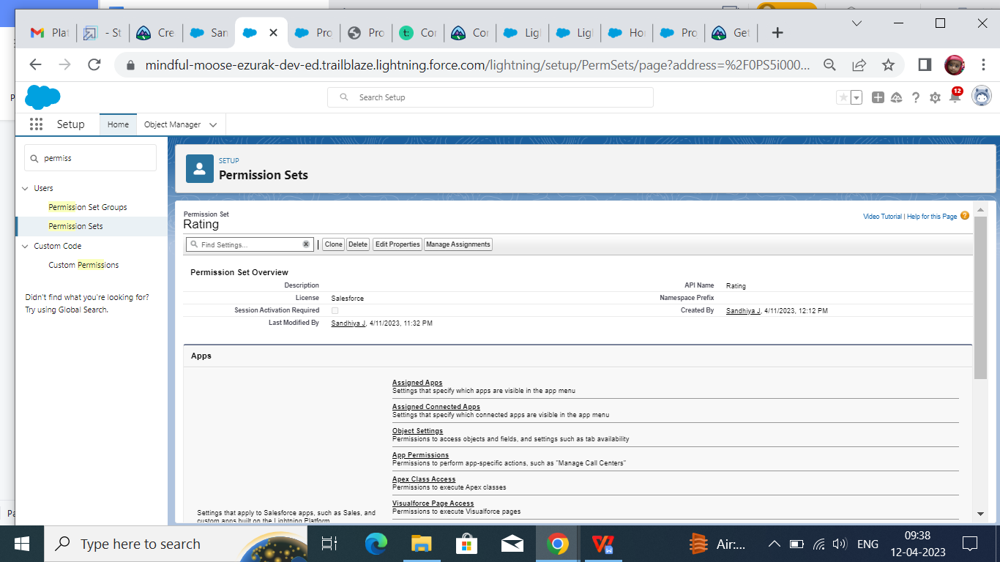 Plat
- St
Cre
San
Pro
Pro
Cor
Cor
Ligl
Ligl
Ho
Pro
Get
mindful-moose-ezurak-dev-ed.trailblaze.lightning.force.com/lightning/setup/PermSets/page?address=%2F0PS5i000...
Search Setup
12
Setup
Home
Object Manager
permiss
Users
Permission Set Groups
Permission Sets
Custom Code
Custom Permissions
Didn't find what you're looking for?
Try using Global Search.
SETUP
Permission Sets
Permission Set
Rating
Video Tutorial | Help for this Page
Find Settings...
Clone
Delete
Edit Properties
Manage Assignments
Permission Set Overview
Description
API Name Rating
License Salesforce
Namespace Prefix
Session Activation Required
Created By Sandhiya J, 4/11/2023, 12:12 PM
Last Modified By Sandhiya J, 4/11/2023, 11:32 PM
Apps
Assigned Apps
Settings that specify which apps are visible in the app menu
Assigned Connected Apps
Settings that specify which connected apps are visible in the app menu
Object Settings
Permissions to access objects and fields, and settings such as tab availability
App Permissions
Permissions to perform app-specific actions, such as "Manage Call Centers"
Apex Class Access
Permissions to execute Apex classes
Visualforce Page Access
Permissions to execute Visualforce pages
Settings that apply to Salesforce apps, such as Sales, and
custom apps built on the Lightning Platform
Type here to search
Air:...
ENG
09:38
12-04-2023